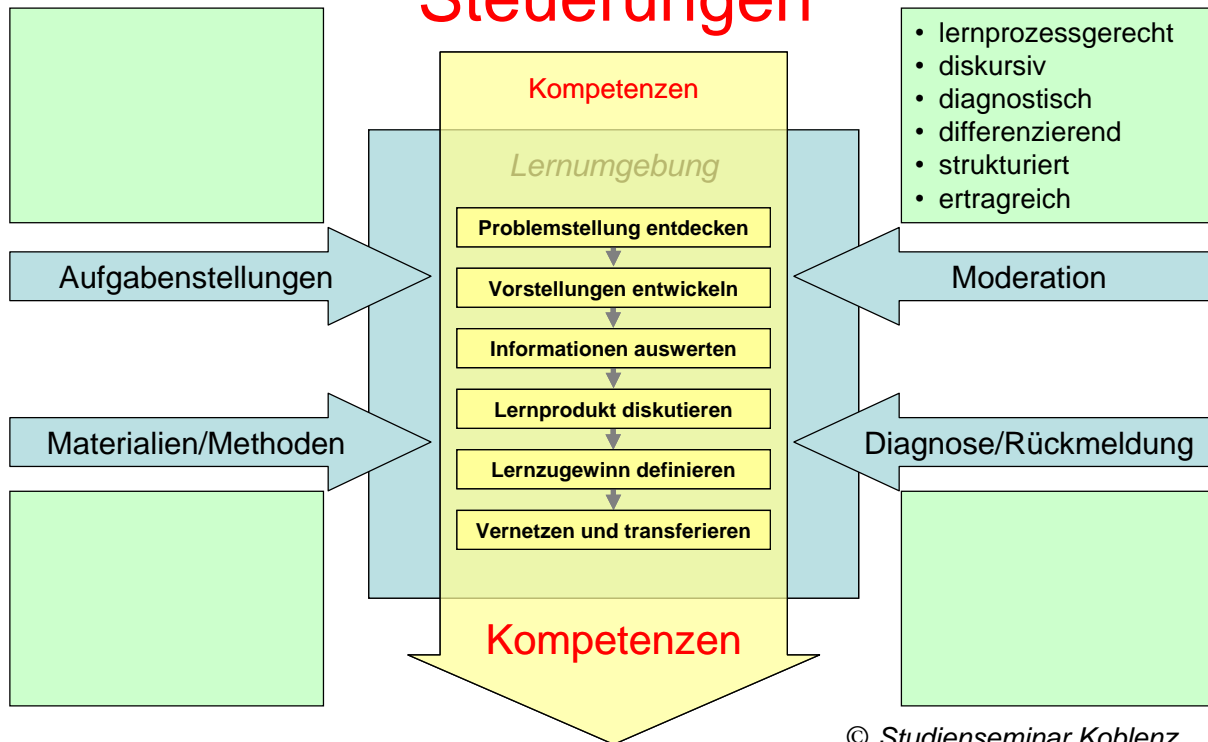 Steuerungen
• lernprozessgerecht
• diskursiv
• diagnostisch
• differenzierend
• strukturiert
• ertragreich
Kompetenzen
Lernumgebung
Problemstellung entdecken
Aufgabenstellungen
Vorstellungen entwickeln
Moderation
Informationen auswerten
Lernprodukt diskutieren
Materialien/Methoden
Diagnose/Rückmeldung
Lernzugewinn definieren
Vernetzen und transferieren
Kompetenzen
© Studienseminar Koblenz